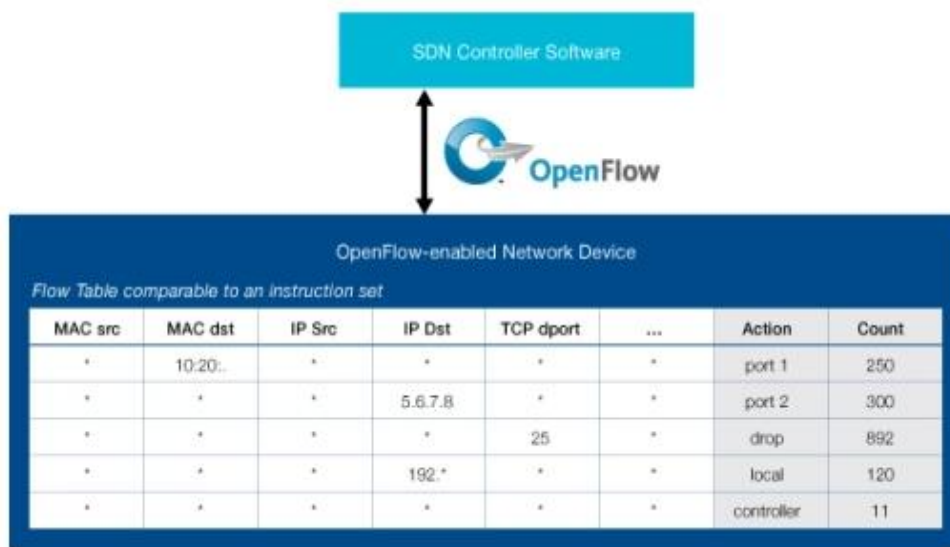 SDN Controller Software
OpenFlow
OpenFlow-enabled Network Device
Flow Table comparable to an instruction set
MAC src MAC dst IP Src IP Dst TCP dport ... Action Count
* 10:20:. * * * * port 1 250
* * * 5.6.7.8 * * port 2 300
* * * * 25 * drop 892
* * * 192.* * * local 120
* * * * * * controller 11